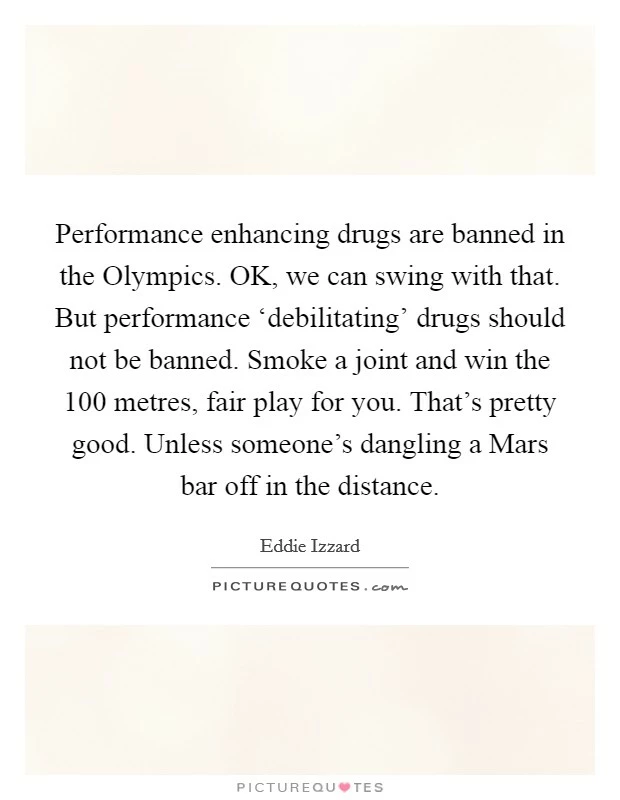 Performance enhancing drugs are banned in
the Olympics. OK, we can swing with that.
But performance ‘debilitating’ drugs should
not be banned. Smoke a joint and win the
100 metres, fair play for you. That’s pretty
good. Unless someone’s dangling a Mars
bar off in the distance.
Eddie Izzard
PICTUREQUOTES.com
PICTUREQUOTES